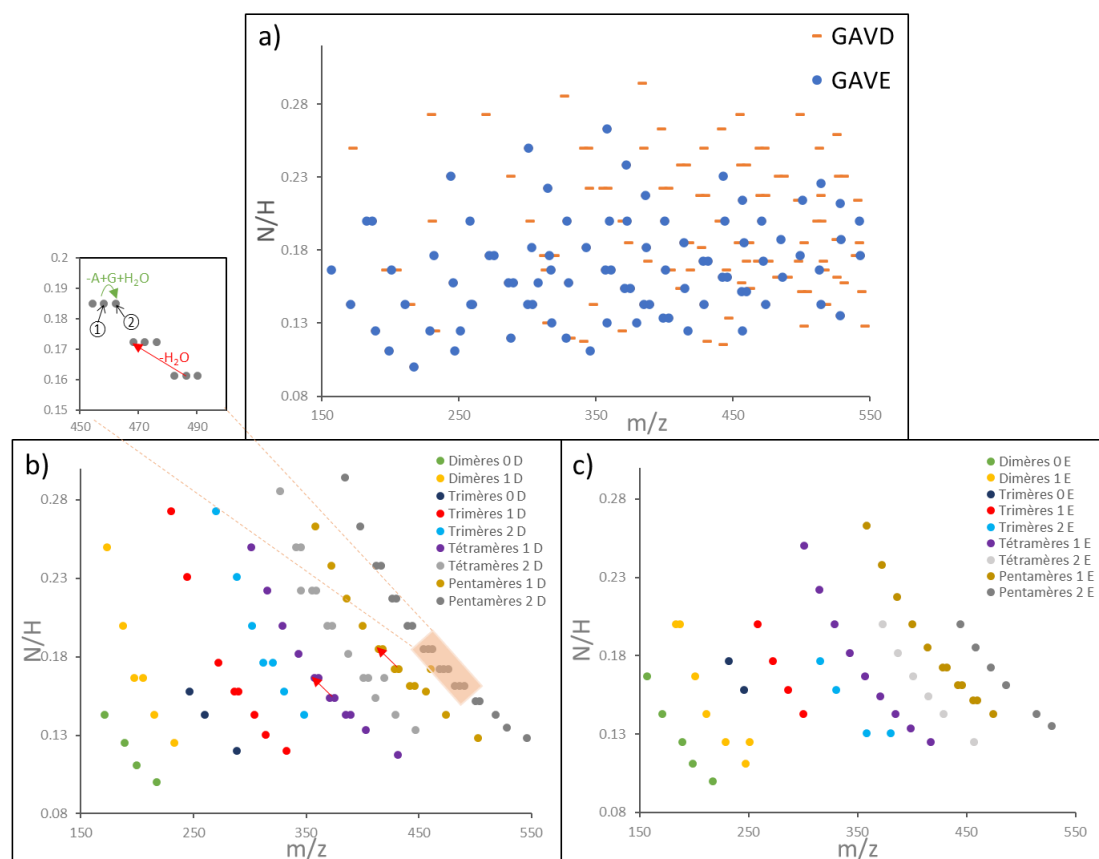 a)
GAVD
GAVE
0.28
0.23
0.18
0.13
0.08
N/H
150
250
350
450
550
m/z
0.2
0.19
0.18
0.17
0.16
0.15
-A+G+H₂O
1
2
-H₂O
450
470
490
b)
Dimères 0 D
Dimères 1 D
Trimères 0 D
Trimères 1 D
Trimères 2 D
Tétramères 1 D
Tétramères 2 D
Pentamères 1 D
Pentamères 2 D
0.28
0.23
0.18
0.13
0.08
N/H
150
250
350
450
550
m/z
c)
Dimères 0 E
Dimères 1 E
Trimères 0 E
Trimères 1 E
Trimères 2 E
Tétramères 1 E
Tétramères 2 E
Pentamères 1 E
Pentamères 2 E
0.28
0.23
0.18
0.13
0.08
N/H
150
250
350
450
550
m/z